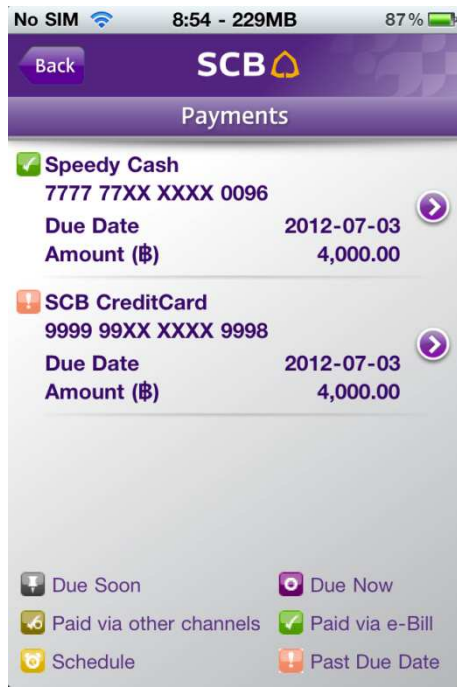 No SIM 8:54 - 229MB 87%
Back SCB
Payments
Speedy Cash
7777 77XX XXXX 0096
Due Date 2012-07-03
Amount (฿) 4,000.00
SCB CreditCard
9999 99XX XXXX 9998
Due Date 2012-07-03
Amount (฿) 4,000.00
Due Soon Due Now
Paid via other channels Paid via e-Bill
Schedule Past Due Date